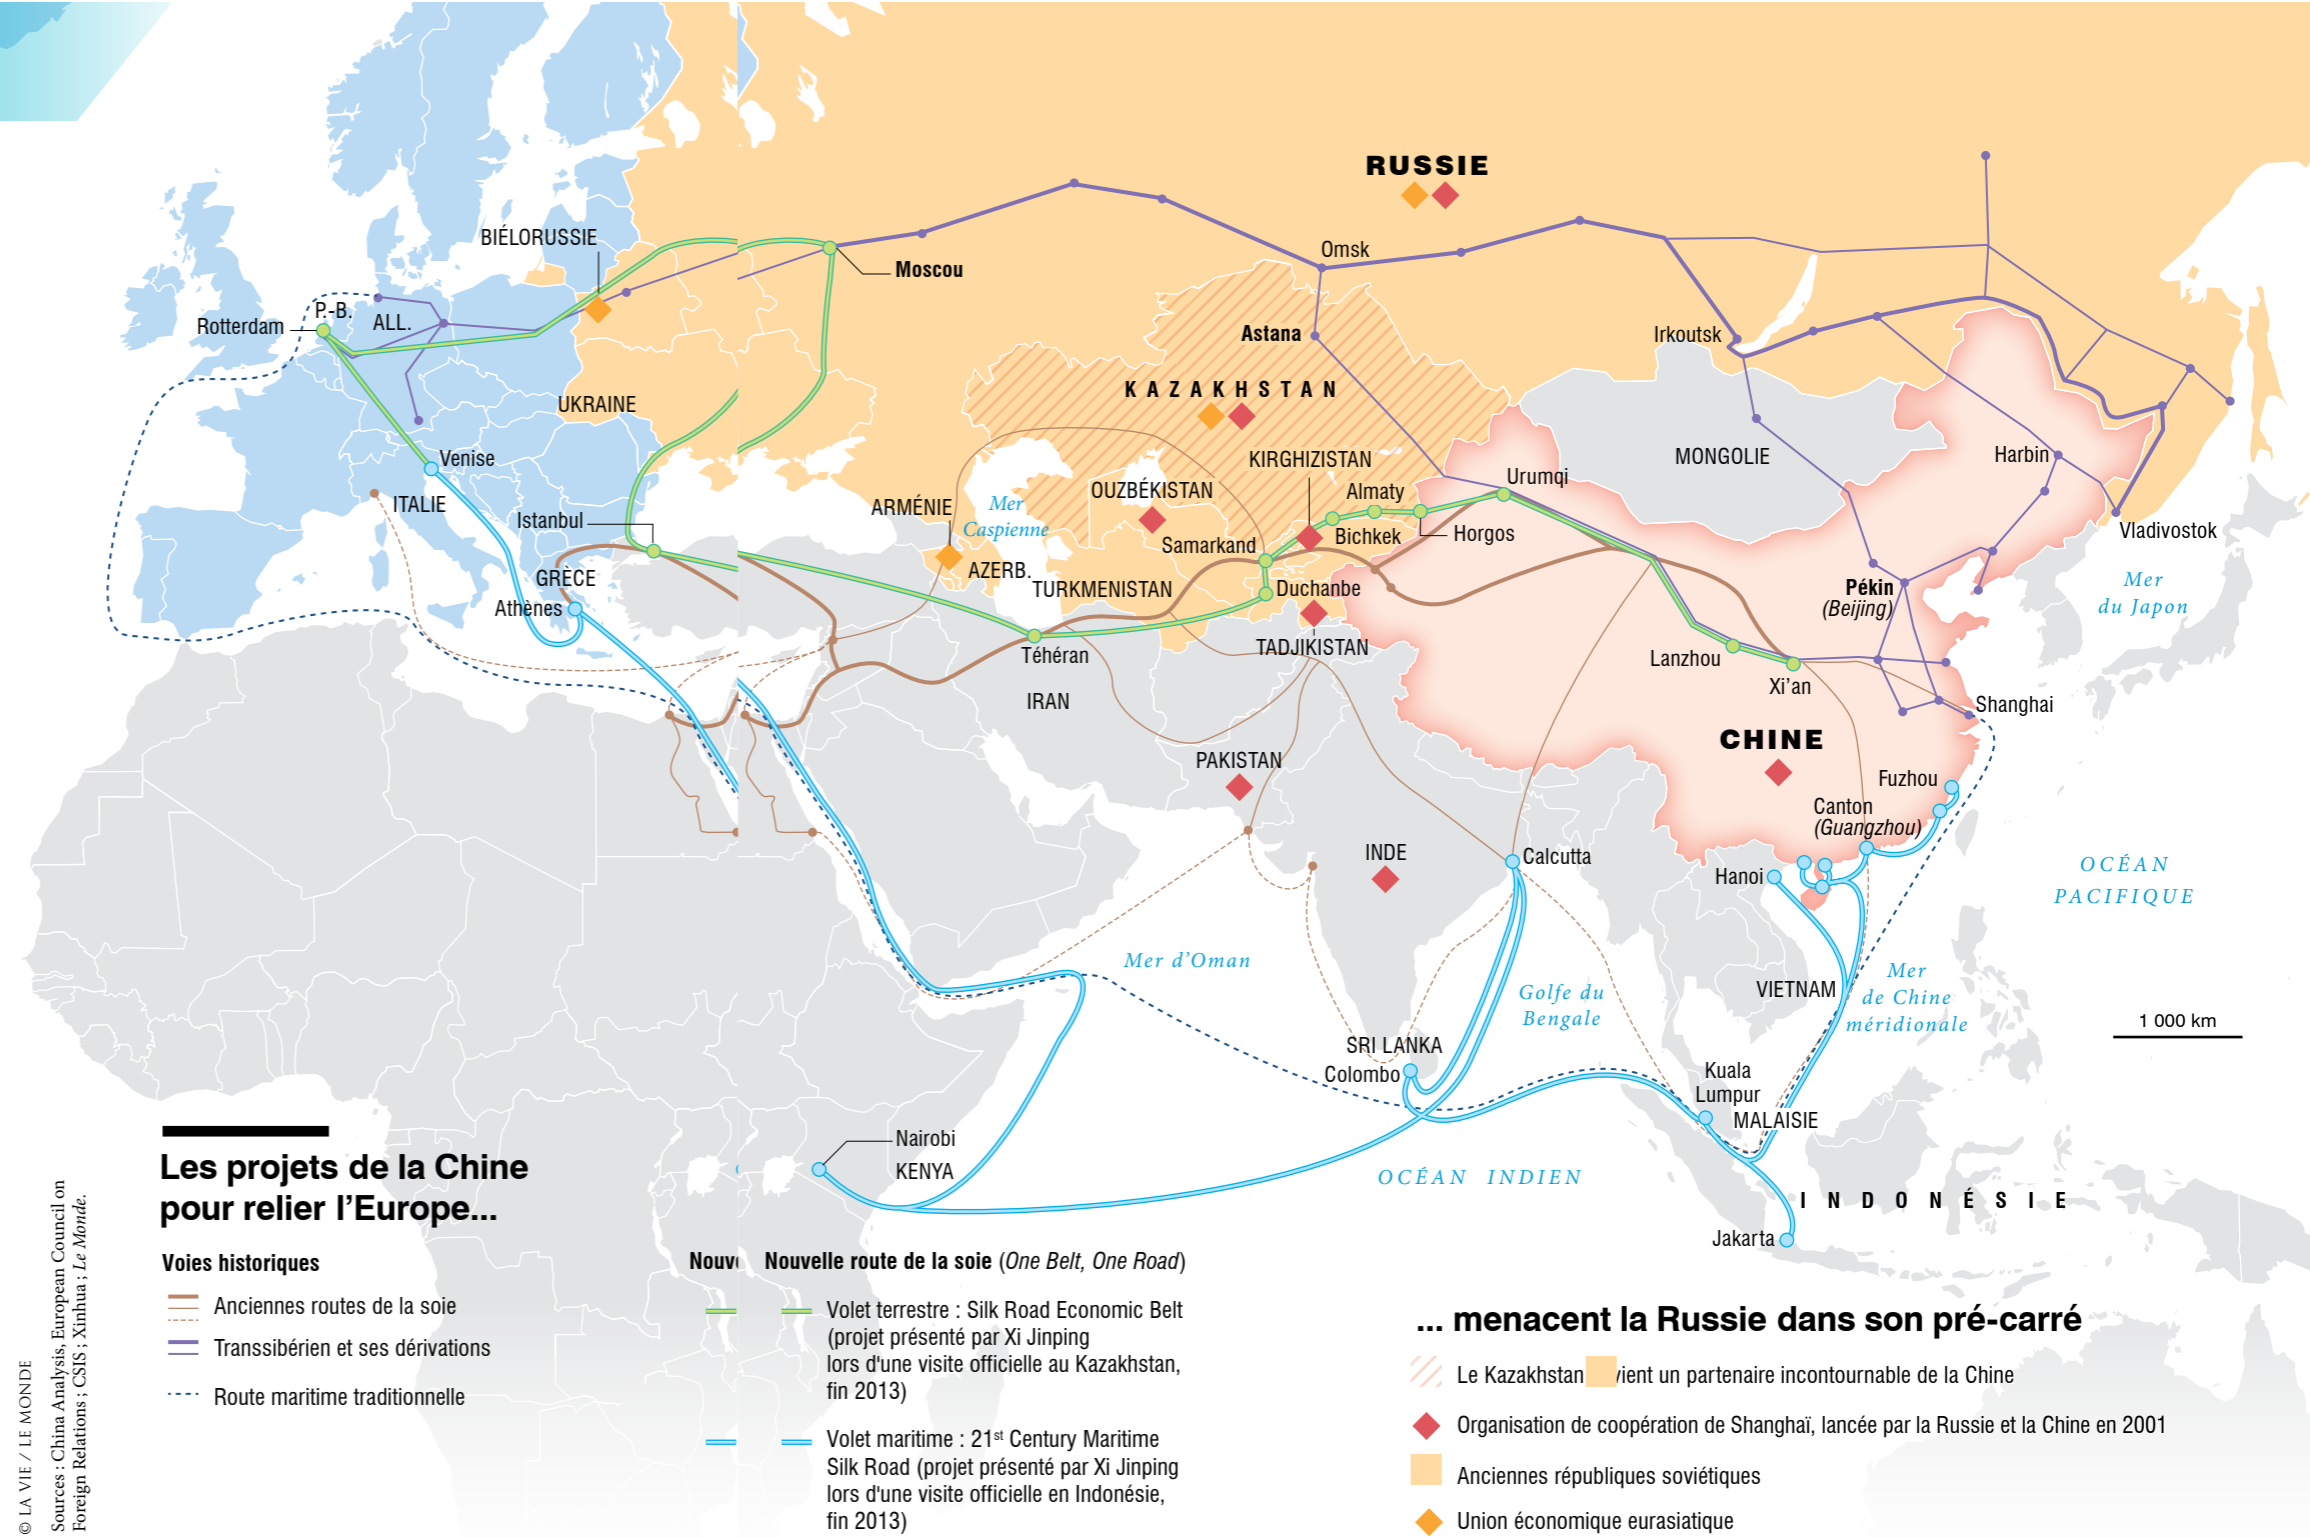 RUSSIE
BIÉLORUSSIE
Omsk
Moscou
P.-B.
Rotterdam
ALL.
Astana
Irkoutsk
KAZAKHSTAN
UKRAINE
Venise
KIRGHIZISTAN
MONGOLIE
Harbin
ITALIE
Urumqi
OUZBÉKISTAN
Almaty
ARMÉNIE
Mer
Caspienne
Istanbul
Bichkek
Horgos
Vladivostok
Samarkand
AZERB.
GRÈCE
TURKMENISTAN
Duchanbe
Pékin
(Beijing)
Mer
du Japon
Athènes
TADJIKISTAN
Téhéran
Lanzhou
Xi’an
IRAN
Shanghai
CHINE
PAKISTAN
Fuzhou
Canton
(Guangzhou)
INDE
Calcutta
Hanoi
OCÉAN
PACIFIQUE
Mer d’Oman
Golfe du
Bengale
VIETNAM
Mer
de Chine
méridionale
1 000 km
SRI LANKA
Colombo
Kuala
Lumpur
MALAISIE
Nairobi
KENYA
OCÉAN INDIEN
INDONÉSIE
Jakarta
Les projets de la Chine
pour relier l’Europe...
Voies historiques
Anciennes routes de la soie
Transsibérien et ses dérivations
Route maritime traditionnelle
Nouv
Nouvelle route de la soie (One Belt, One Road)
Volet terrestre : Silk Road Economic Belt
(projet présenté par Xi Jinping
lors d'une visite officielle au Kazakhstan,
fin 2013)
Volet maritime : 21st Century Maritime
Silk Road (projet présenté par Xi Jinping
lors d'une visite officielle en Indonésie,
fin 2013)
... menacent la Russie dans son pré-carré
Le Kazakhstan vient un partenaire incontournable de la Chine
Organisation de coopération de Shanghaï, lancée par la Russie et la Chine en 2001
Anciennes républiques soviétiques
Union économique eurasiatique
© LA VIE / LE MONDE
Sources : China Analysis, European Council on
Foreign Relations ; CSIS ; Xinhua ; Le Monde.